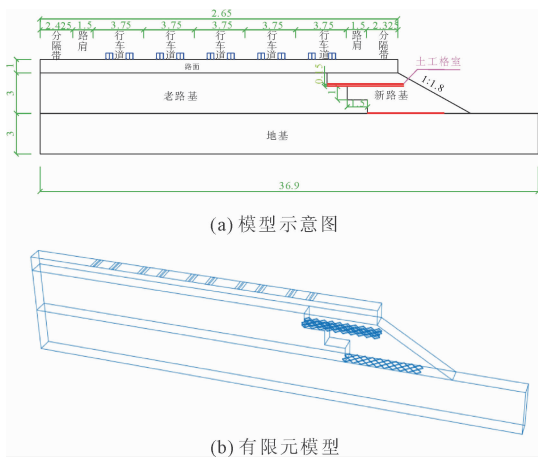 2.65
2.425 1.5 3.75 3.75 3.75 3.75 3.75 1.5 2.325
分隔带 路肩 行车道 行车道 行车道 行车道 行车道 路肩 分隔带
1 路面 土工格室
3 老路基 0.15 新路基 1:1.8
1 1.5
3 地基
36.9
(a)模型示意图
(b)有限元模型